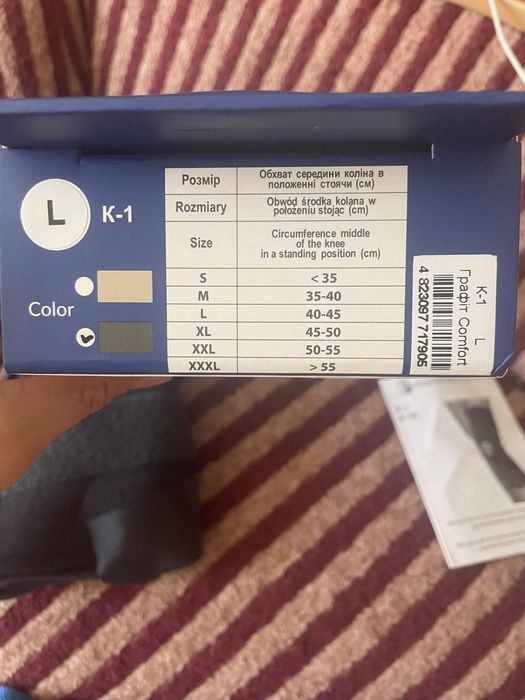 L
K-1
Color
Розмір
Обхват середини коліна в
положенні стоячи (см)
Rozmiary
Obwód środka kolana w
położeniu stojąc (cm)
Size
Circumference middle
of the knee
in a standing position (cm)
S < 35
M 35-40
L 40-45
XL 45-50
XXL 50-55
XXXL > 55
К-1 L
Графіт Comfort
4 823097 717905